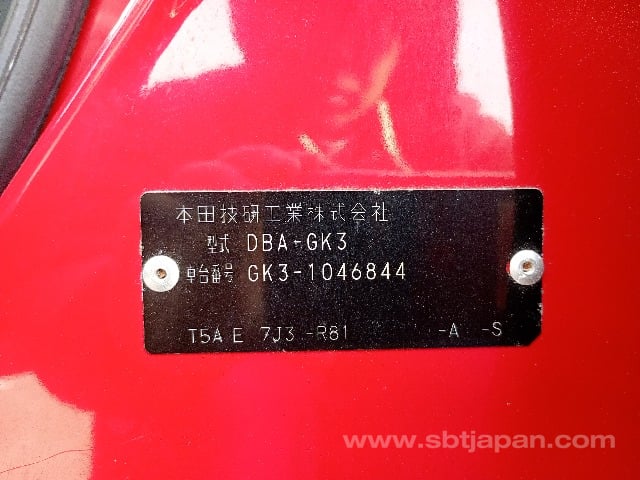 本田技研工業株式会社
型式 DBA-GK3
車台番号 GK3-1046844
T5A E 7J3 -R81 -A -S
www.sbtjapan.com